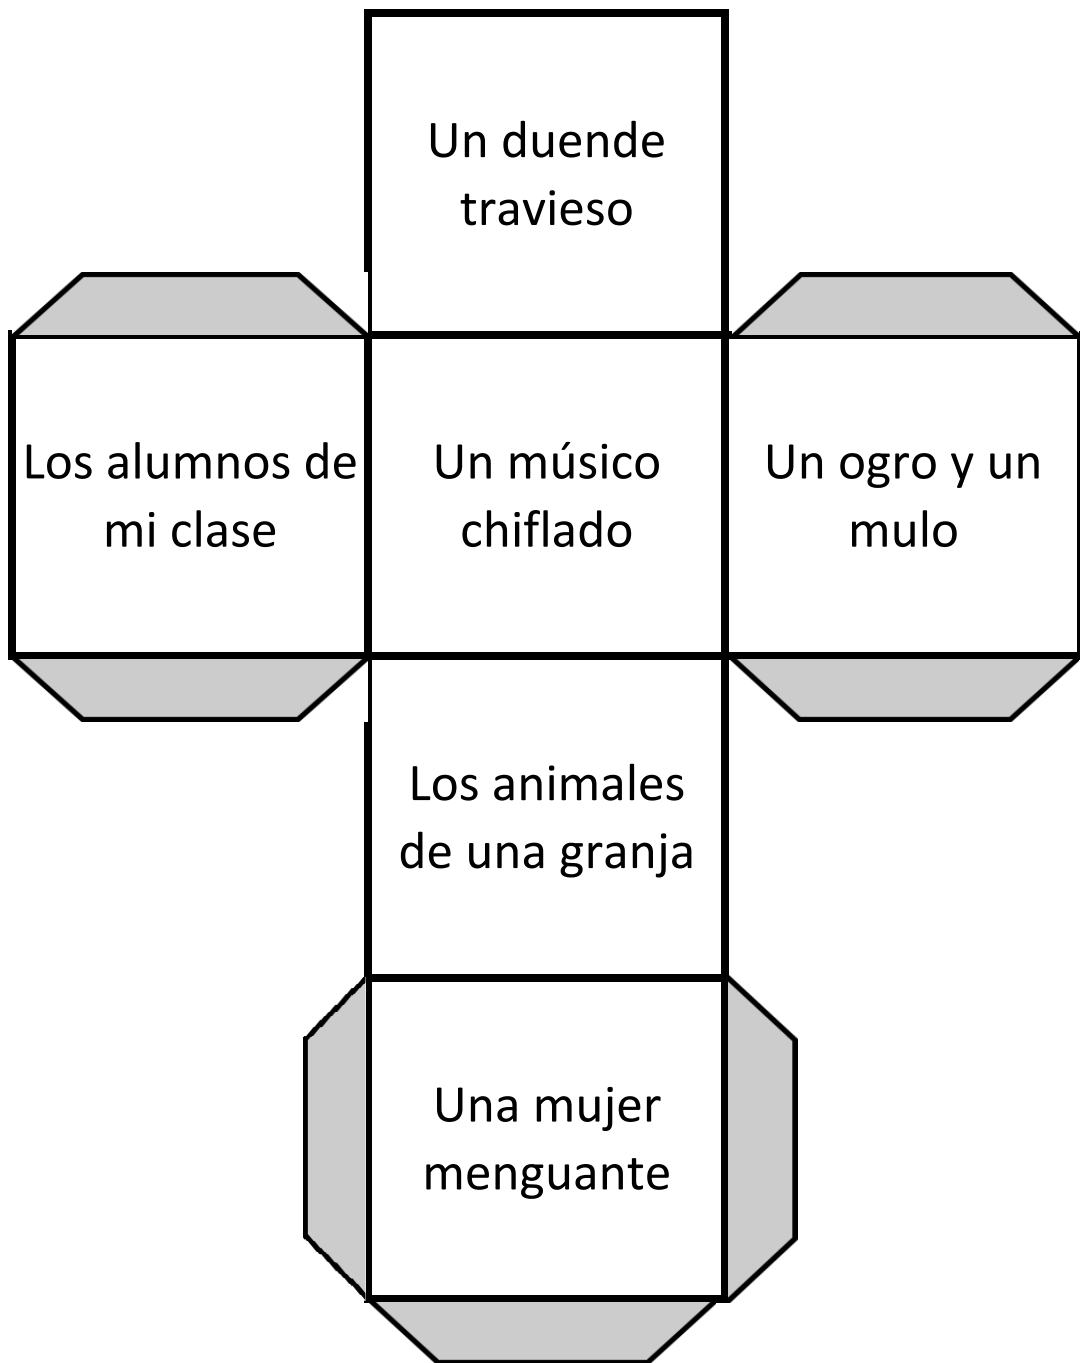 Un duende
travieso
Los alumnos de
mi clase
Un músico
chiflado
Un ogro y un
mulo
Los animales
de una granja
Una mujer
menguante